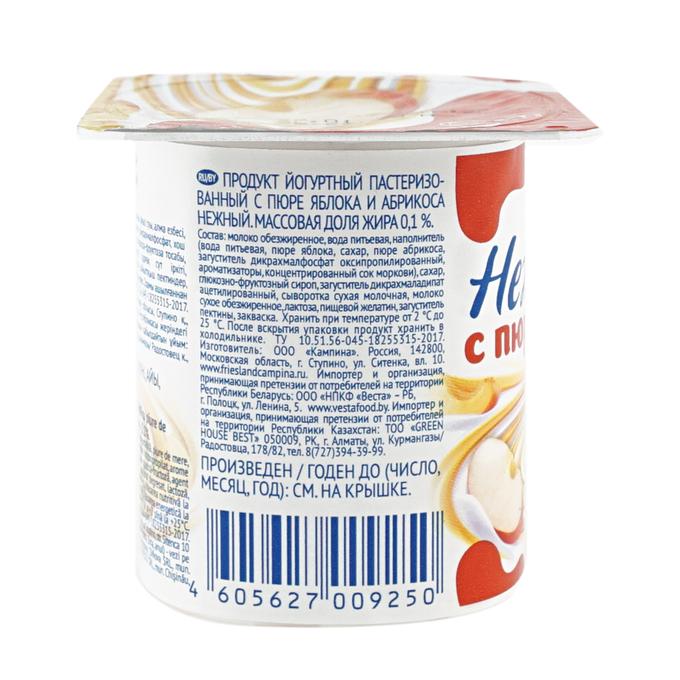 RU/BY ПРОДУКТ ЙОГУРТНЫЙ ПАСТЕРИЗО-
ВАННЫЙ С ПЮРЕ ЯБЛОКА И АБРИКОСА
НЕЖНЫЙ. МАССОВАЯ ДОЛЯ ЖИРА 0,1 %.
Состав: молоко обезжиренное, вода питьевая, наполнитель
(вода питьевая, пюре яблока, сахар, пюре абрикоса,
загуститель дикрахмалфосфат оксипропилированный,
ароматизаторы, концентрированный сок моркови), сахар,
глюкозно-фруктозный сироп, загуститель дикрахмаладипат
ацетилированный, сыворотка сухая молочная, молоко
сухое обезжиренное, лактоза, пищевой желатин, загуститель
пектины, закваска. Хранить при температуре от 2 °С до
25 °С. После вскрытия упаковки продукт хранить в
холодильнике. ТУ 10.51.56-045-18255315-2017.
Изготовитель: ООО «Кампина». Россия, 142800,
Московская область, г. Ступино, ул. Ситенка, вл. 10.
www.frieslandcampina.ru. Импортер и организация,
принимающая претензии от потребителей на территории
Республики Беларусь: ООО «НПКФ «Веста» – РБ,
г. Полоцк, ул. Ленина, 5. www.vestafood.by. Импортер и
организация, принимающая претензии от потребителей
на территории Республики Казахстан: ТОО «GREEN
HOUSE BEST» 050009, РК, г. Алматы, ул. Курмангазы/
Радостовца, 178/82, тел. 8(727)394-39-99.
ПРОИЗВЕДЕН / ГОДЕН ДО (ЧИСЛО,
МЕСЯЦ, ГОД): СМ. НА КРЫШКЕ.
4 605627 009250
Не
с пю